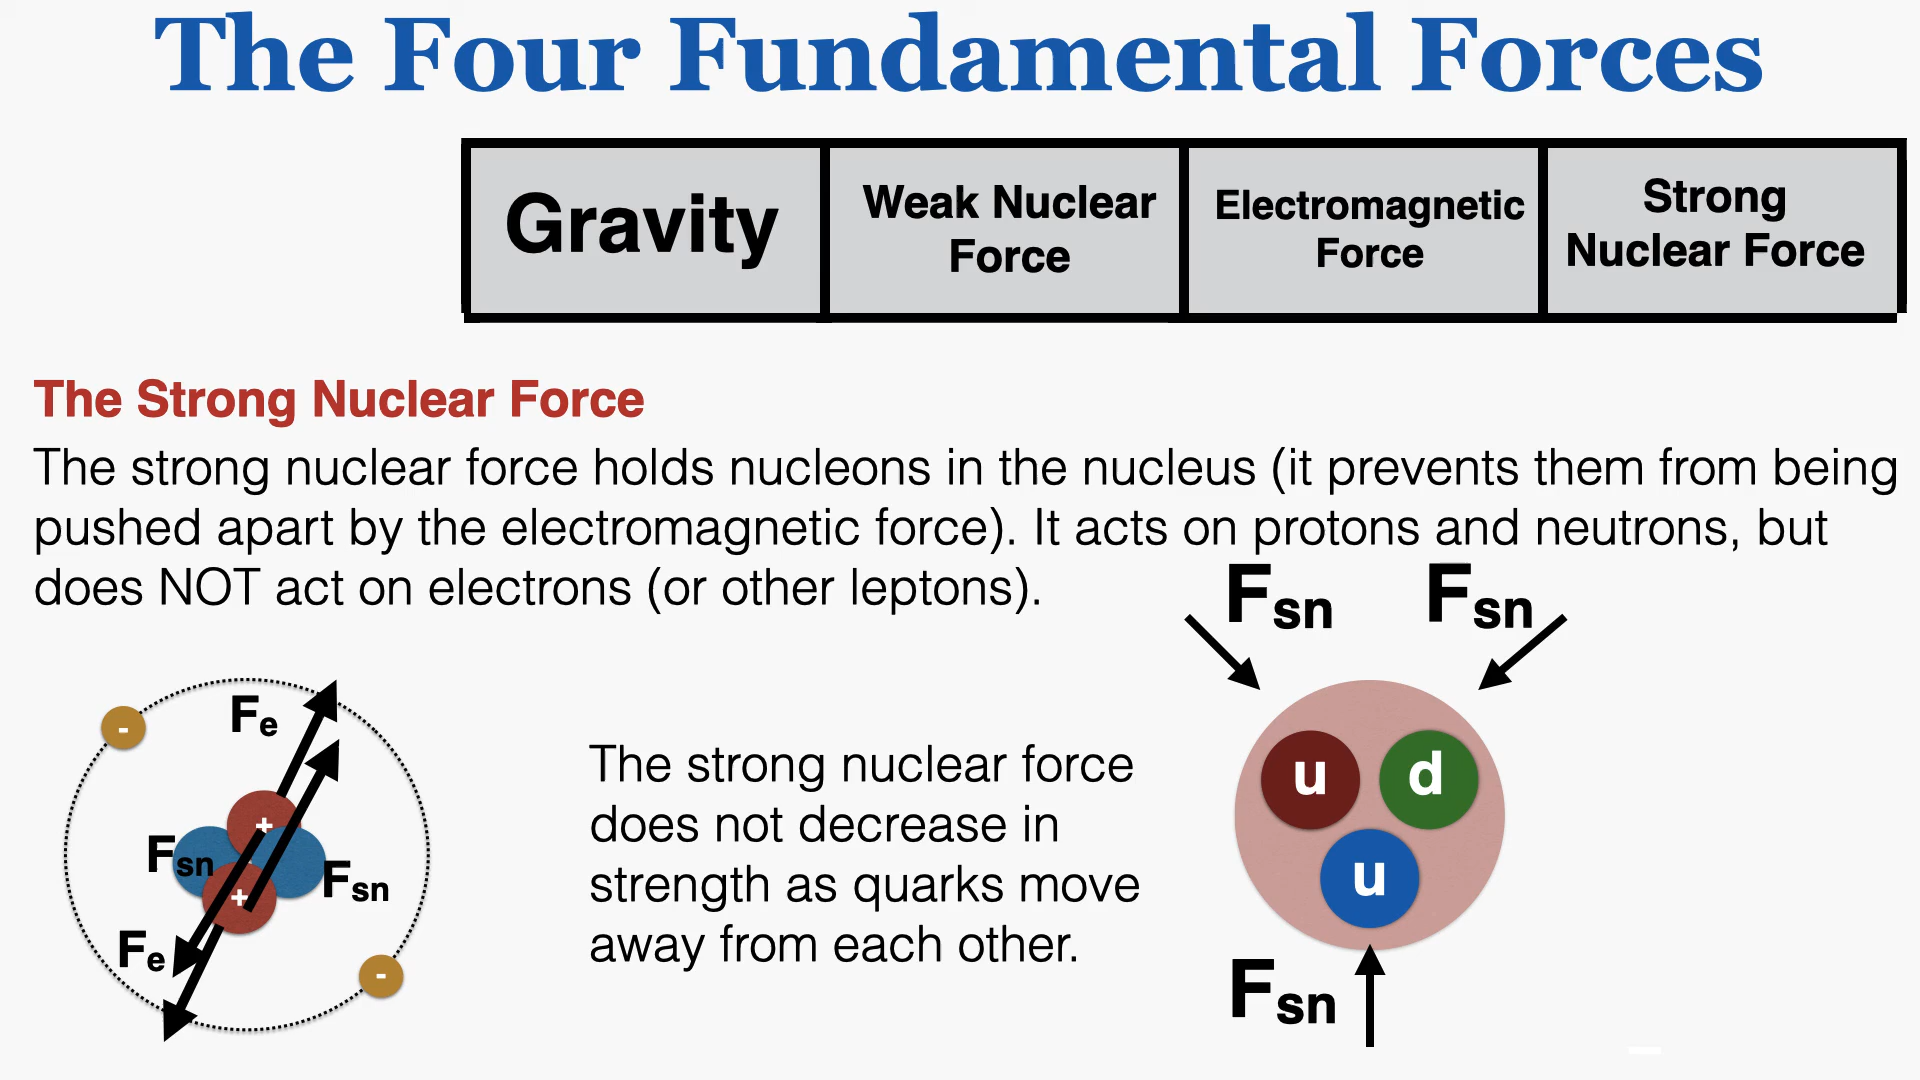 The Four Fundamental Forces
Gravity
Weak Nuclear
Force
Electromagnetic
Force
Strong
Nuclear Force
The Strong Nuclear Force
The strong nuclear force holds nucleons in the nucleus (it prevents them from being
pushed apart by the electromagnetic force). It acts on protons and neutrons, but
does NOT act on electrons (or other leptons).
Fsn
Fsn
Fe
-
+
Fsn
Fsn
+
Fe
-
The strong nuclear force
does not decrease in
strength as quarks move
away from each other.
u
d
u
Fsn